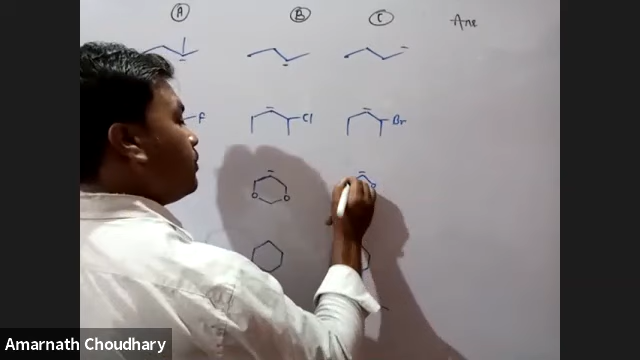 A B C Ans
F Cl Br
O O
Amarnath Choudhary